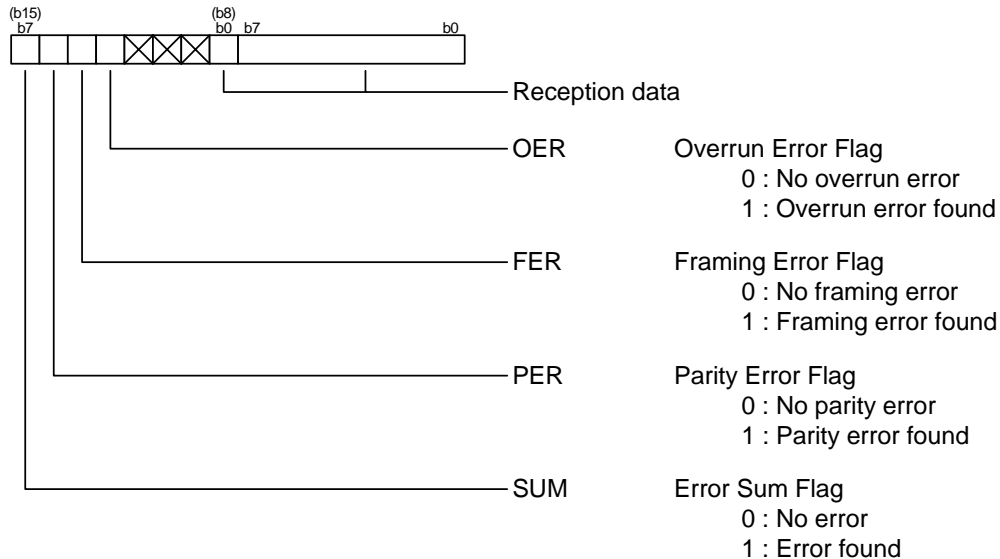 (b15) (b8)
b7 b0 b7 b0
Reception data
OER Overrun Error Flag
0 : No overrun error
1 : Overrun error found
FER Framing Error Flag
0 : No framing error
1 : Framing error found
PER Parity Error Flag
0 : No parity error
1 : Parity error found
SUM Error Sum Flag
0 : No error
1 : Error found